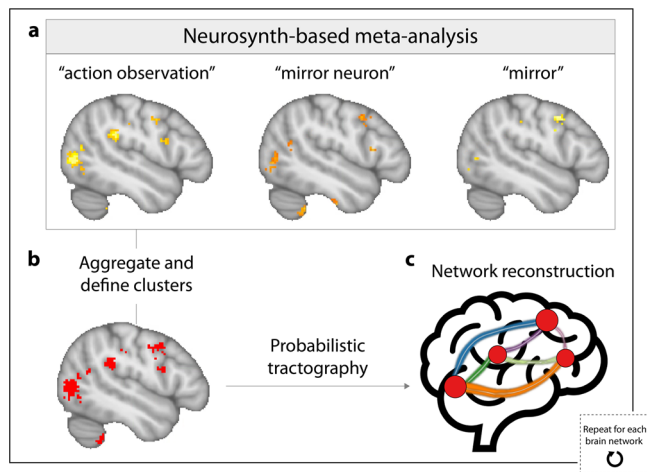 a
Neurosynth-based meta-analysis
“action observation”
“mirror neuron”
“mirror”
b
Aggregate and
define clusters
Probabilistic
tractography
c
Network reconstruction
Repeat for each
brain network